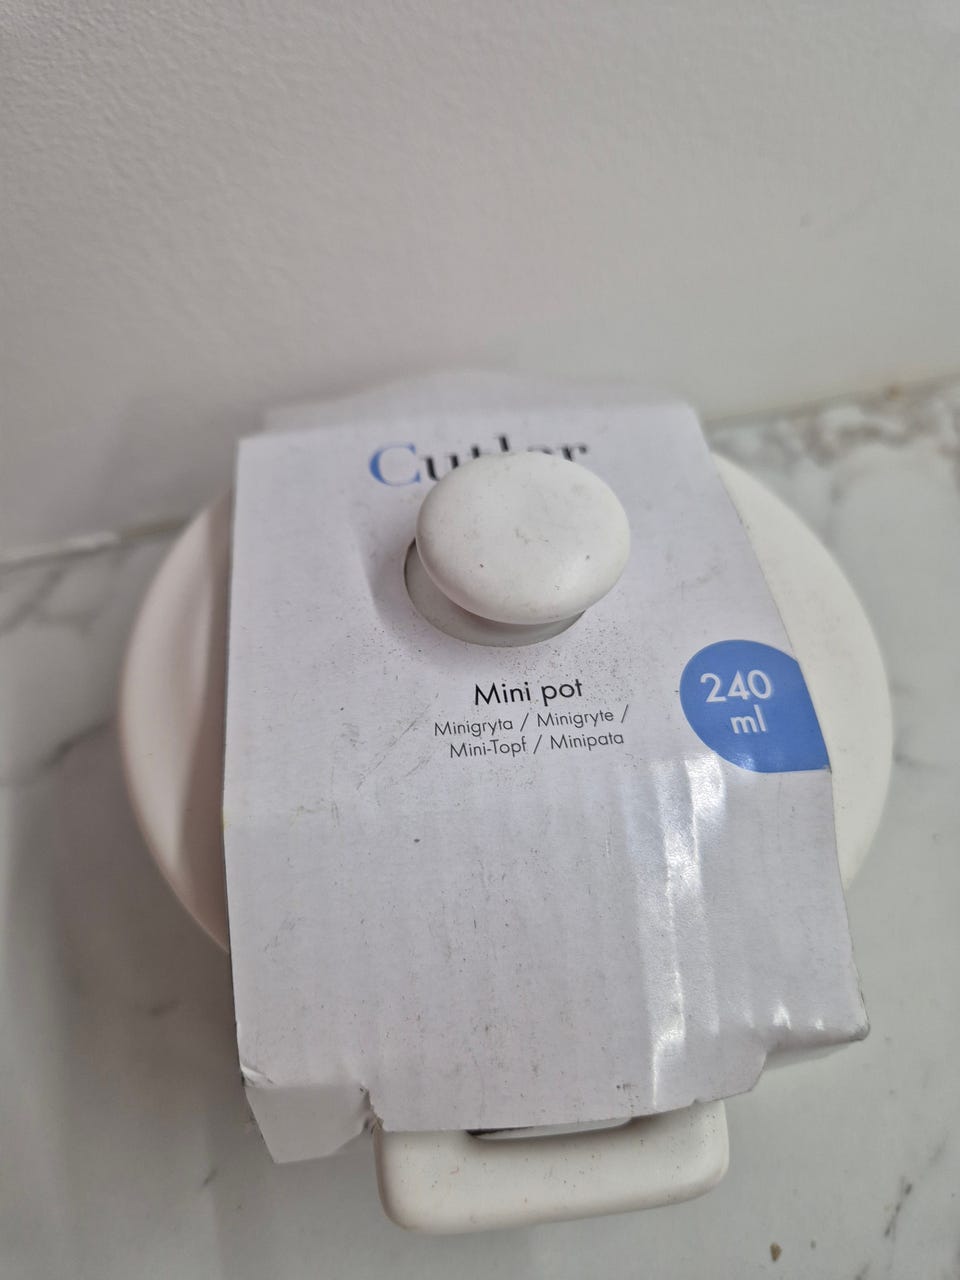 Cutler
Mini pot
Minigryta / Minigryte /
Mini-Topf / Minipata
240
ml